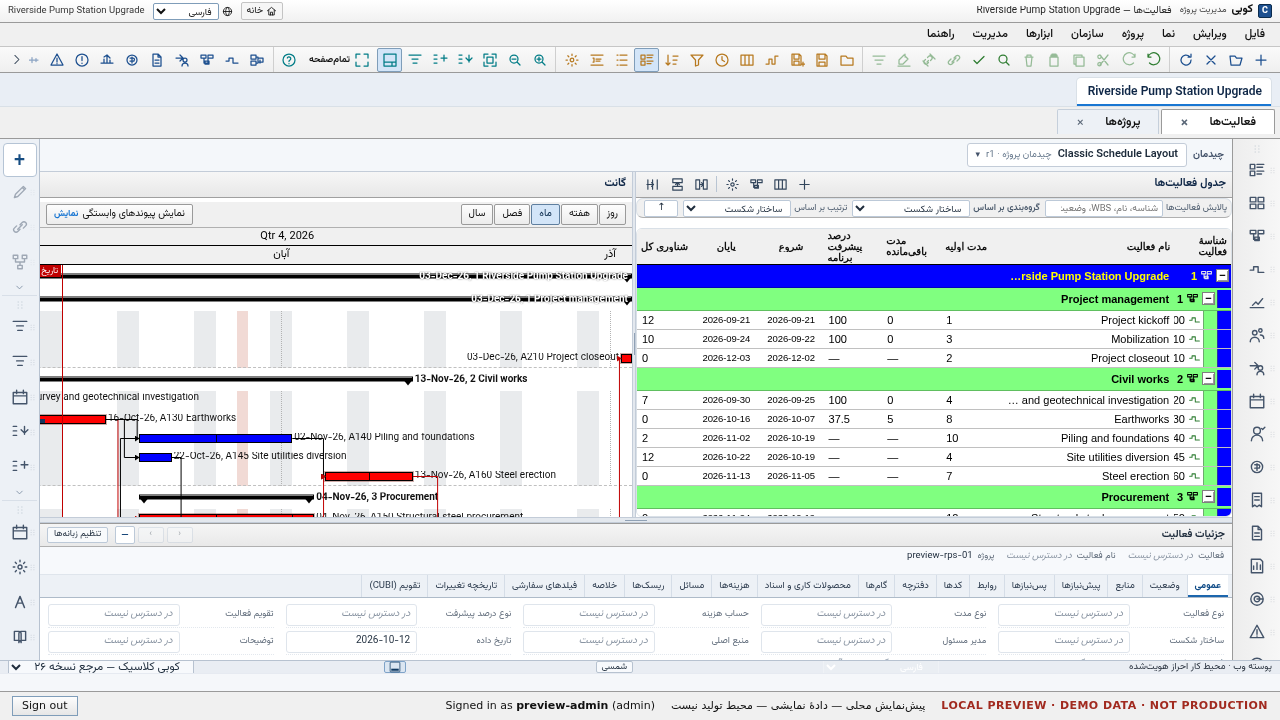 کوبی مدیریت پروژه فعالیت‌ها — Riverside Pump Station Upgrade
خانه
فارسی
Riverside Pump Station Upgrade
فایل ویرایش نما پروژه سازمان ابزارها مدیریت راهنما
تمام‌صفحه
Riverside Pump Station Upgrade
فعالیت‌ها ×
پروژه‌ها ×
چیدمان Classic Schedule Layout چیدمان پروژه · r1
جدول فعالیت‌ها
پالایش فعالیت‌ها شناسه، نام، WBS، وضعیت گروه‌بندی بر اساس ساختار شکست ترتیب بر اساس ساختار شکست ↑
شناسهٔ فعالیت نام فعالیت مدت اولیه مدت باقی‌مانده درصد پیشرفت برنامه شروع پایان شناوری کل
1 ...rside Pump Station Upgrade
1 Project management
00 Project kickoff 1 0 100 2026-09-21 2026-09-21 12
10 Mobilization 3 0 100 2026-09-22 2026-09-24 10
10 Project closeout 2 — — 2026-12-02 2026-12-03 0
2 Civil works
20 ... and geotechnical investigation 4 0 100 2026-09-25 2026-09-30 7
30 Earthworks 8 5 37.5 2026-10-07 2026-10-16 0
40 Piling and foundations 10 — — 2026-10-19 2026-11-02 2
45 Site utilities diversion 4 — — 2026-10-19 2026-10-22 12
60 Steel erection 7 — — 2026-11-05 2026-11-13 0
3 Procurement
گانت
روز هفته ماه فصل سال
نمایش پیوندهای وابستگی نمایش
Qtr 4, 2026
آبان آذر
تاریخ
03-Dec-26, 1 Riverside Pump Station Upgrade
03-Dec-26, 1 Project management
03-Dec-26, A210 Project closeout
13-Nov-26, 2 Civil works
urvey and geotechnical investigation
16-Oct-26, A130 Earthworks
02-Nov-26, A140 Piling and foundations
22-Oct-26, A145 Site utilities diversion
13-Nov-26, A160 Steel erection
04-Nov-26, 3 Procurement
04-Nov-26, A150 Structural steel procurement
جزئیات فعالیت
تنظیم زبانه‌ها
فعالیت در دسترس نیست نام فعالیت در دسترس نیست پروژه preview-rps-01
عمومی وضعیت منابع پیش‌نیازها پس‌نیازها روابط کدها دفترچه گام‌ها محصولات کاری و اسناد هزینه‌ها مسائل ریسک‌ها خلاصه فیلدهای سفارشی تاریخچه تغییرات تقویم (CUBI)
نوع فعالیت در دسترس نیست نوع مدت در دسترس نیست حساب هزینه در دسترس نیست نوع درصد پیشرفت در دسترس نیست تقویم فعالیت در دسترس نیست
ساختار شکست در دسترس نیست مدیر مسئول در دسترس نیست منبع اصلی در دسترس نیست تاریخ داده 2026-10-12 توضیحات در دسترس نیست
پوسته وب · محیط کار احراز هویت‌شده فارسی شمسی کوبی کلاسیک — مرجع نسخه ۲۶
LOCAL PREVIEW · DEMO DATA · NOT PRODUCTION پیش‌نمایش محلی — دادهٔ نمایشی — محیط تولید نیست Signed in as preview-admin (admin) Sign out